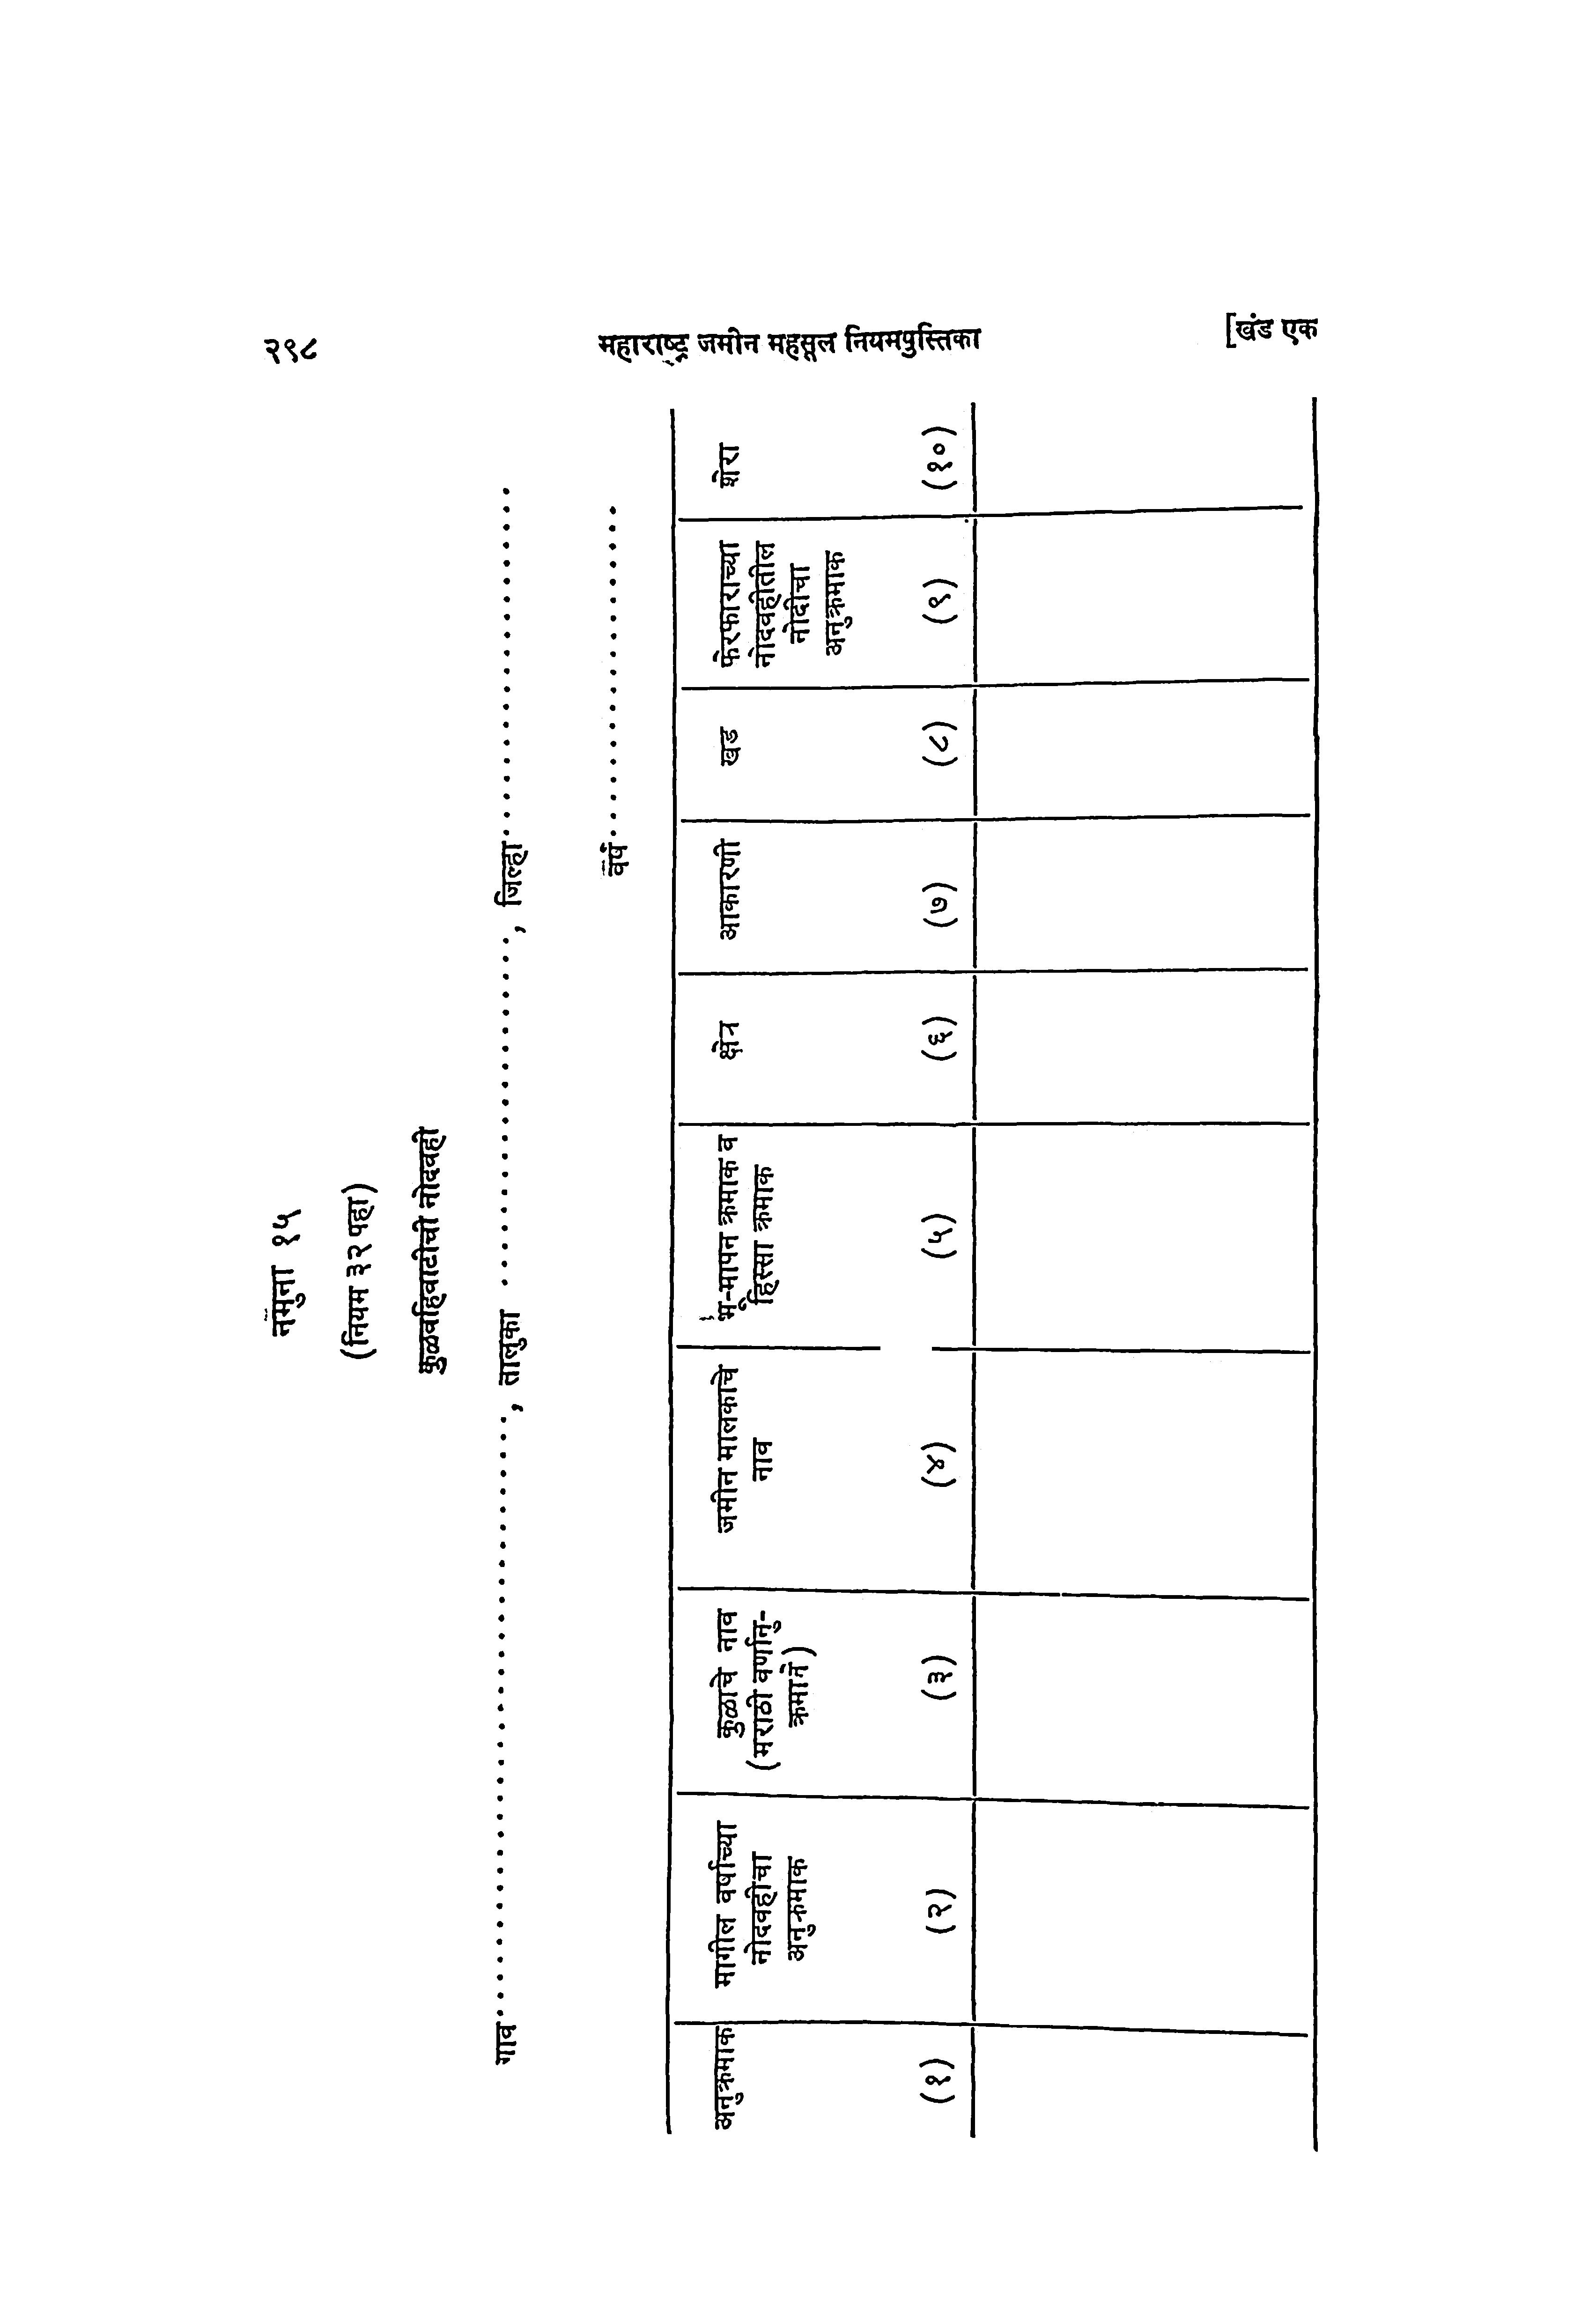 २९८
महाराष्ट्र जमीन महसूल नियमपुस्तिका
[खंड एक
नमुना १५
(नियम ३२ पहा)
कुळवहिवाटीची नोदवही
गाव........................................, तालुका ...................., जिल्हा....................
वर्ष...................
अनुक्रमाक
(१)
मागील वर्षाच्या
नोदवहीचा
अनुक्रमाक
(२)
कुळाचे नाव
(मराठी वर्णानु-
क्रमाने)
(३)
जमीन मालकाचे
नाव
(४)
भू-मापन क्रमाक व
हिस्सा क्रमाक
(५)
क्षेत्र
(६)
आकारणी
(७)
खड
(८)
फेरफाराच्या
नोदवहीतील
नोदीचा
अनुक्रमाक
(९)
शेरा
(१०)